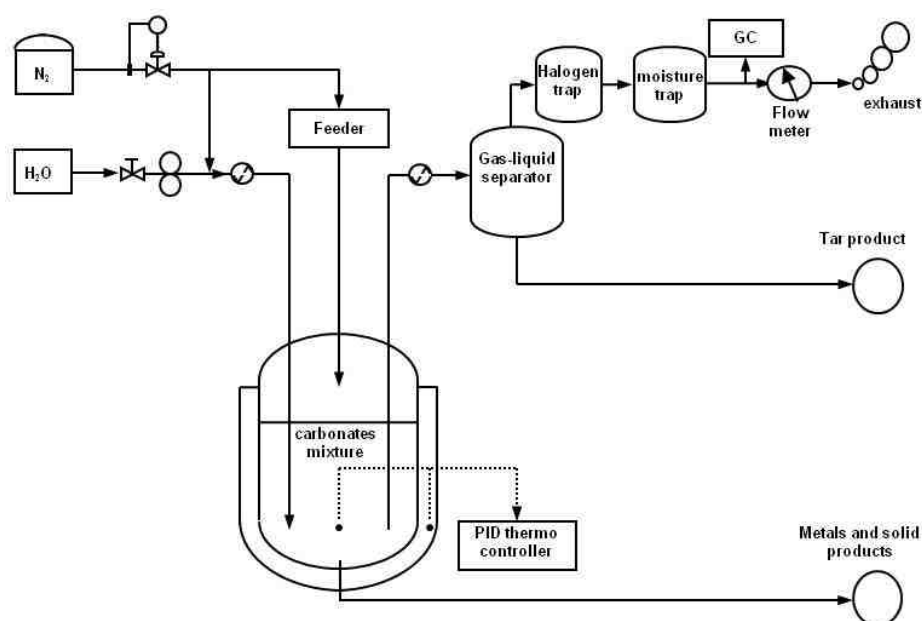 N₂
H₂O
Feeder
Halogen
trap
moisture
trap
GC
Flow
meter
exhaust
Gas-liquid
separator
Tar product
carbonates
mixture
PID thermo
controller
Metals and solid
products